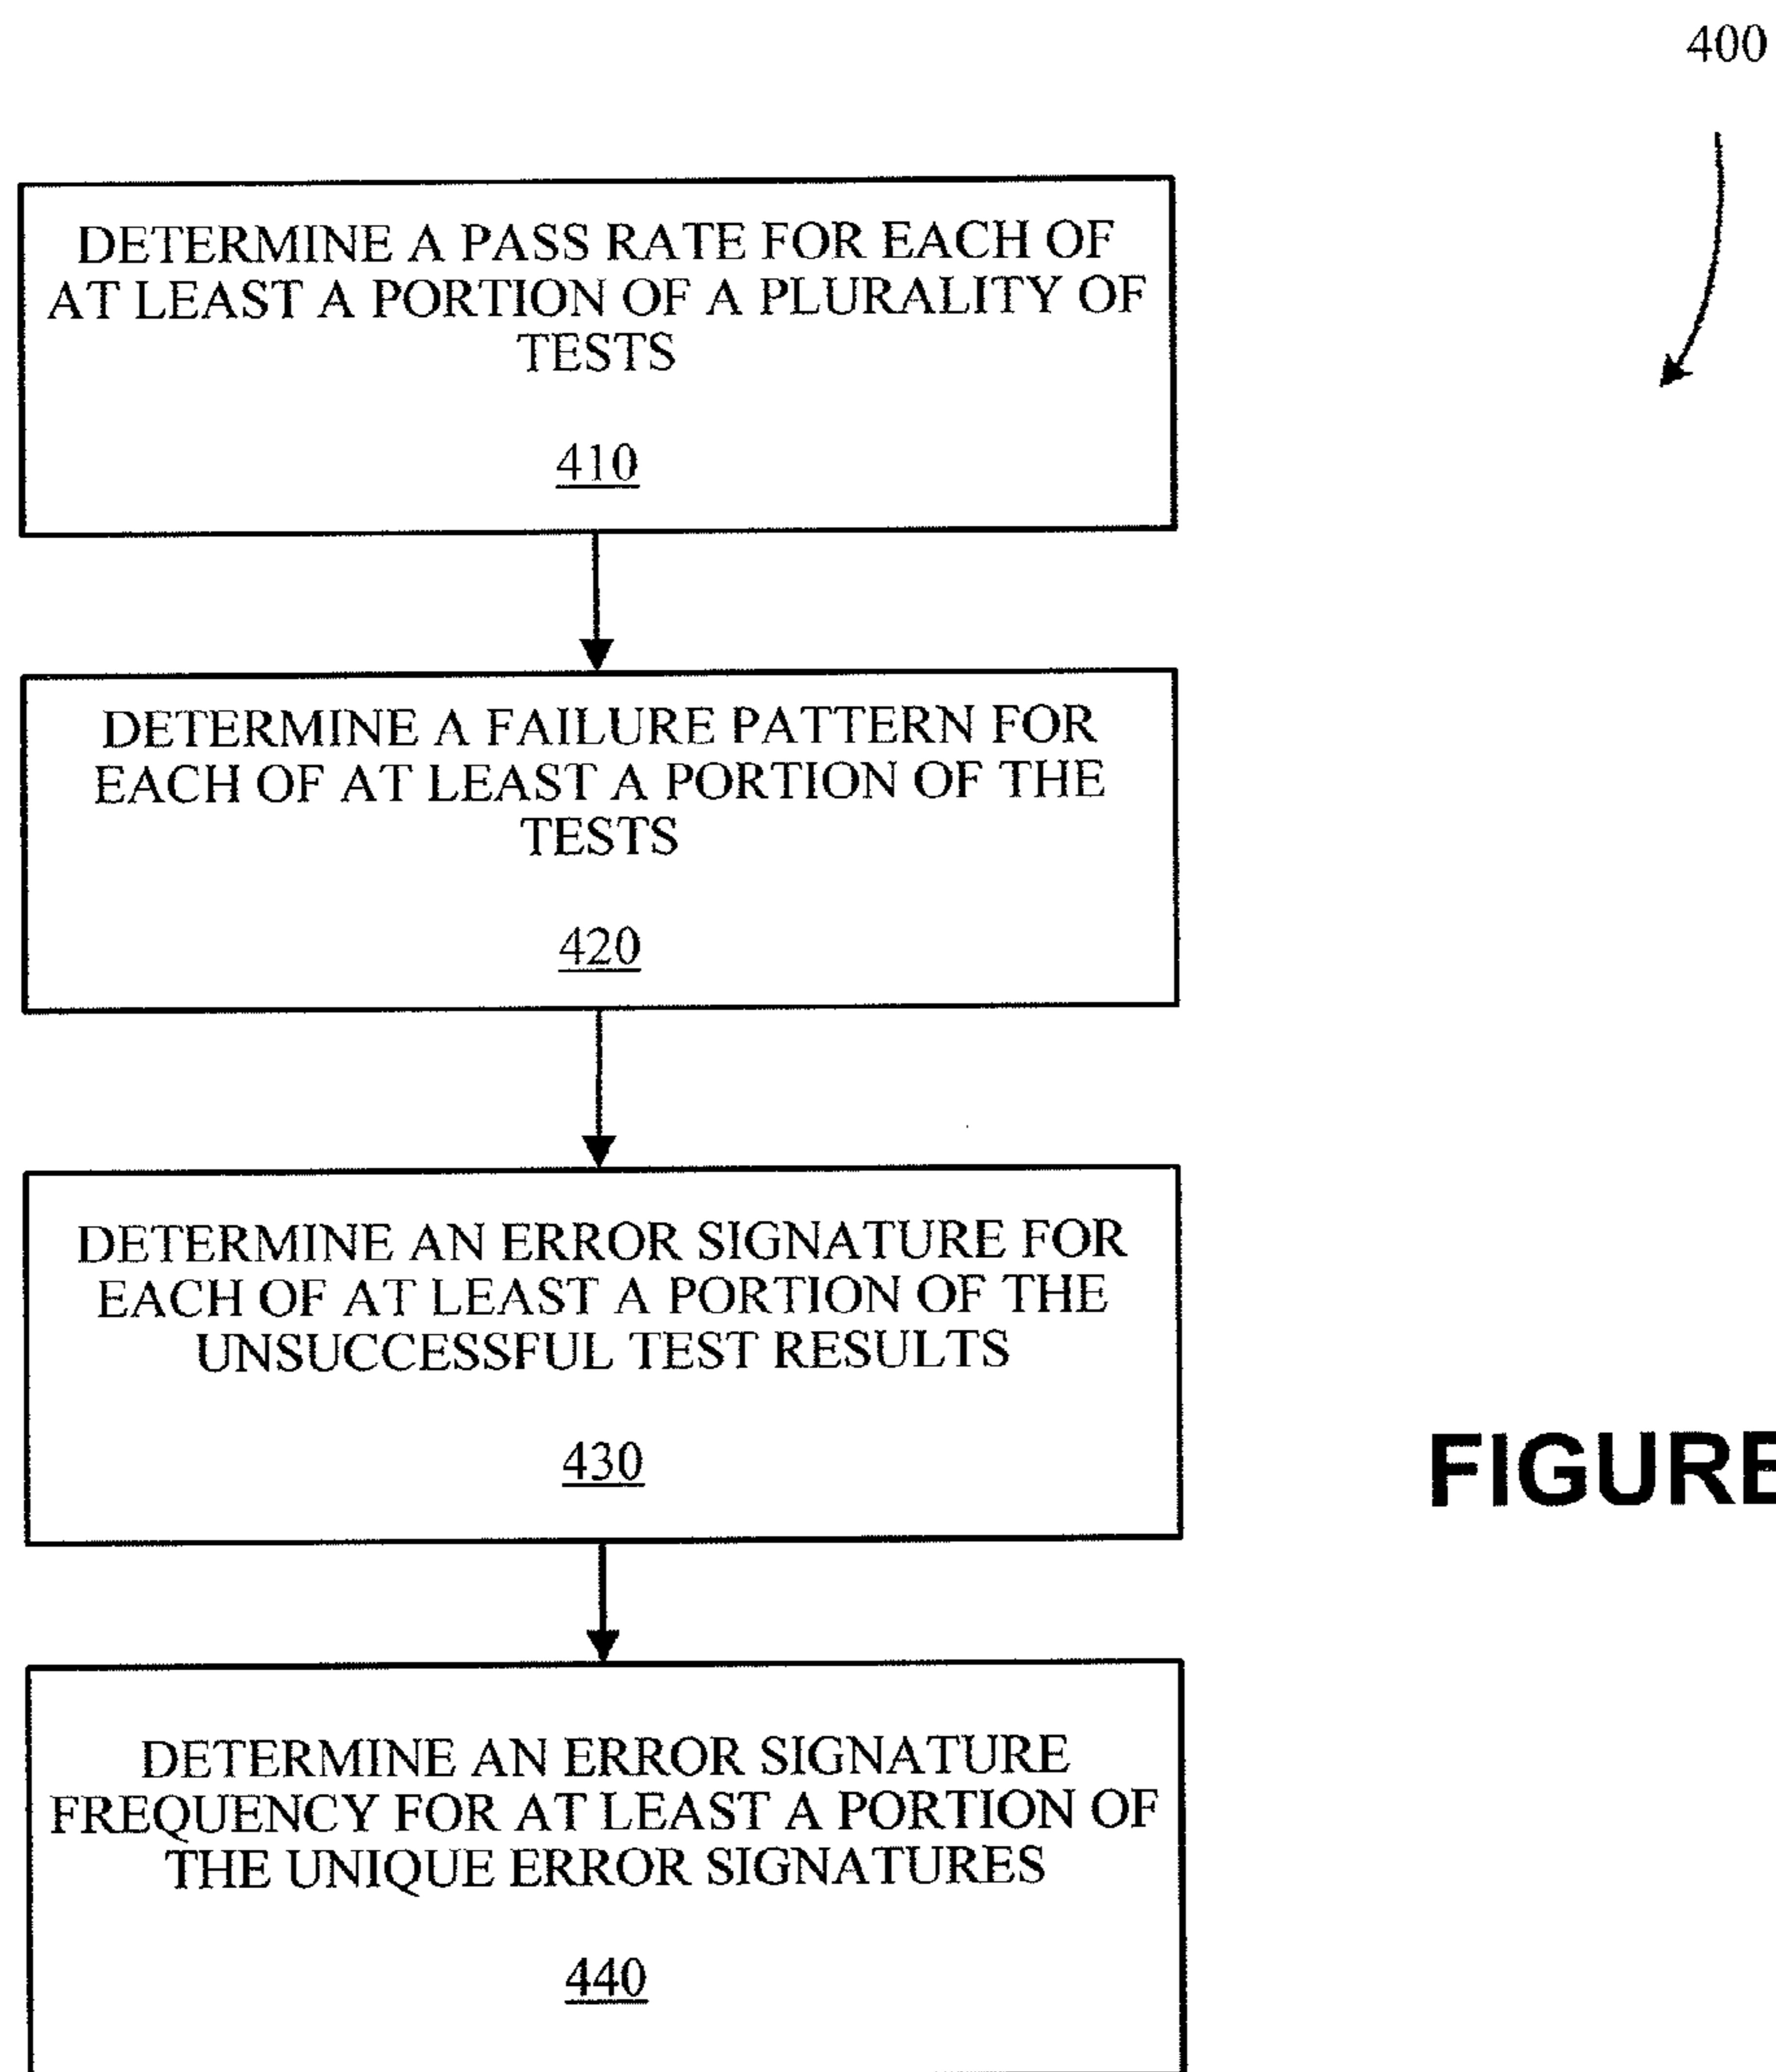 400
DETERMINE A PASS RATE FOR EACH OF
AT LEAST A PORTION OF A PLURALITY OF
TESTS
410
DETERMINE A FAILURE PATTERN FOR
EACH OF AT LEAST A PORTION OF THE
TESTS
420
DETERMINE AN ERROR SIGNATURE FOR
EACH OF AT LEAST A PORTION OF THE
UNSUCCESSFUL TEST RESULTS
430
FIGURE
DETERMINE AN ERROR SIGNATURE
FREQUENCY FOR AT LEAST A PORTION OF
THE UNIQUE ERROR SIGNATURES
440